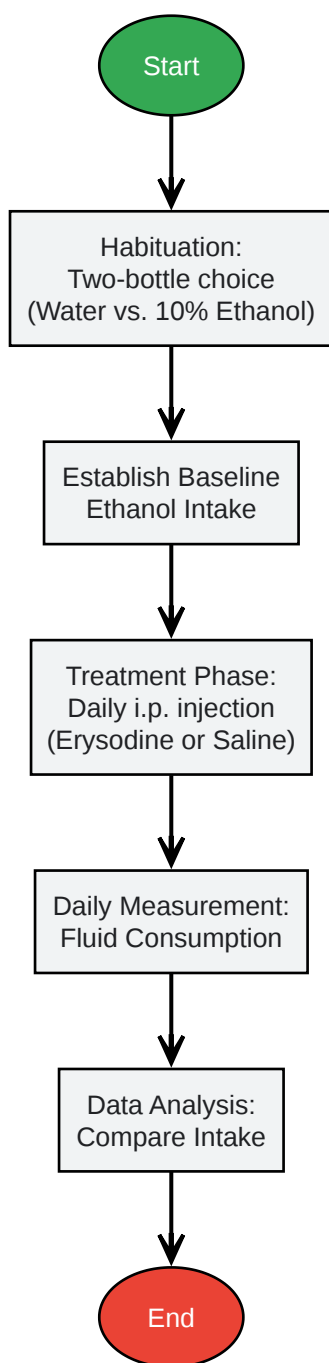 Start
Habituation:
Two-bottle choice
(Water vs. 10% Ethanol)
Establish Baseline
Ethanol Intake
Treatment Phase:
Daily i.p. injection
(Erysodine or Saline)
Daily Measurement:
Fluid Consumption
Data Analysis:
Compare Intake
End